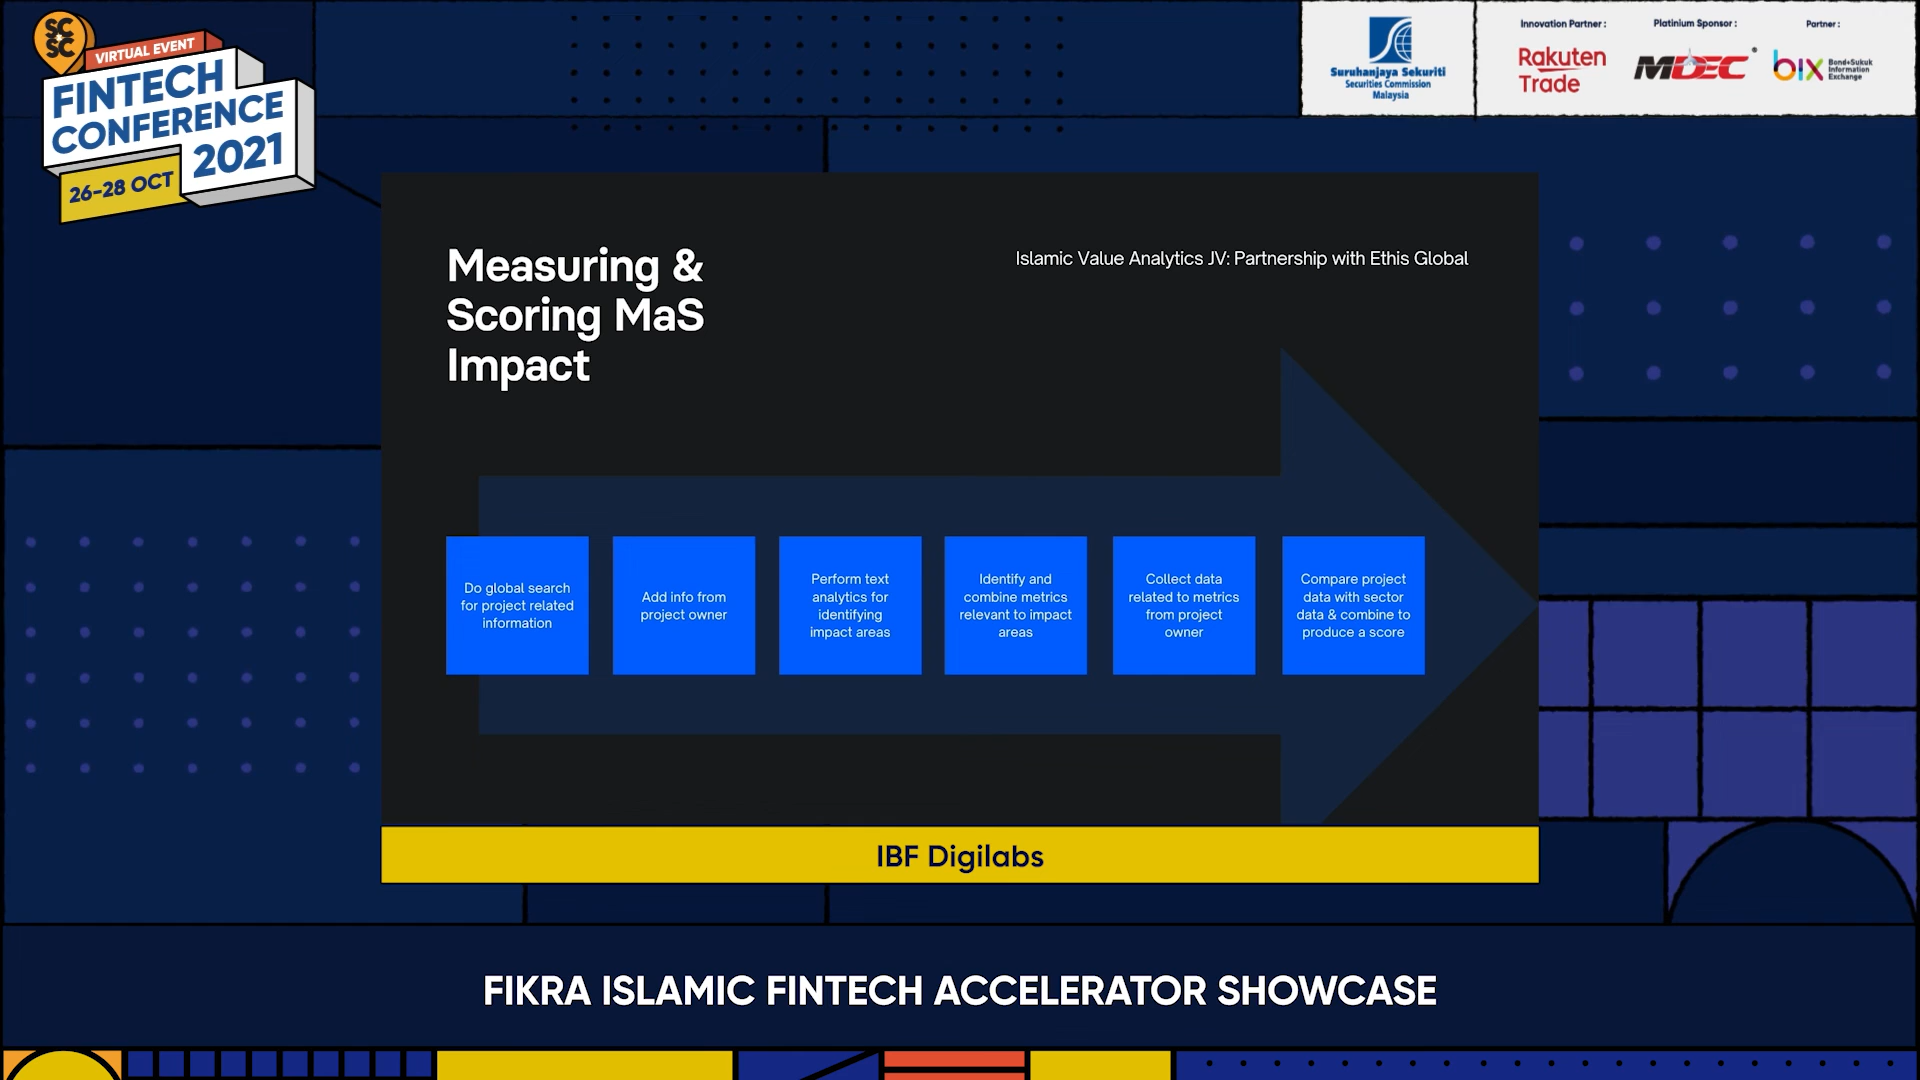 SC
SC
VIRTUAL EVENT
FINTECH
CONFERENCE
2021
26-28 OCT
Suruhanjaya Sekuriti
Securities Commission
Malaysia
Innovation Partner :
Rakuten
Trade
Platinium Sponsor :
MDEC
Partner :
bix
Bond+Sukuk
Information
Exchange
Measuring &
Scoring MaS
Impact
Islamic Value Analytics JV: Partnership with Ethis Global
Do global search
for project related
information
Add info from
project owner
Perform text
analytics for
identifying
impact areas
Identify and
combine metrics
relevant to impact
areas
Collect data
related to metrics
from project
owner
Compare project
data with sector
data & combine to
produce a score
IBF Digilabs
FIKRA ISLAMIC FINTECH ACCELERATOR SHOWCASE